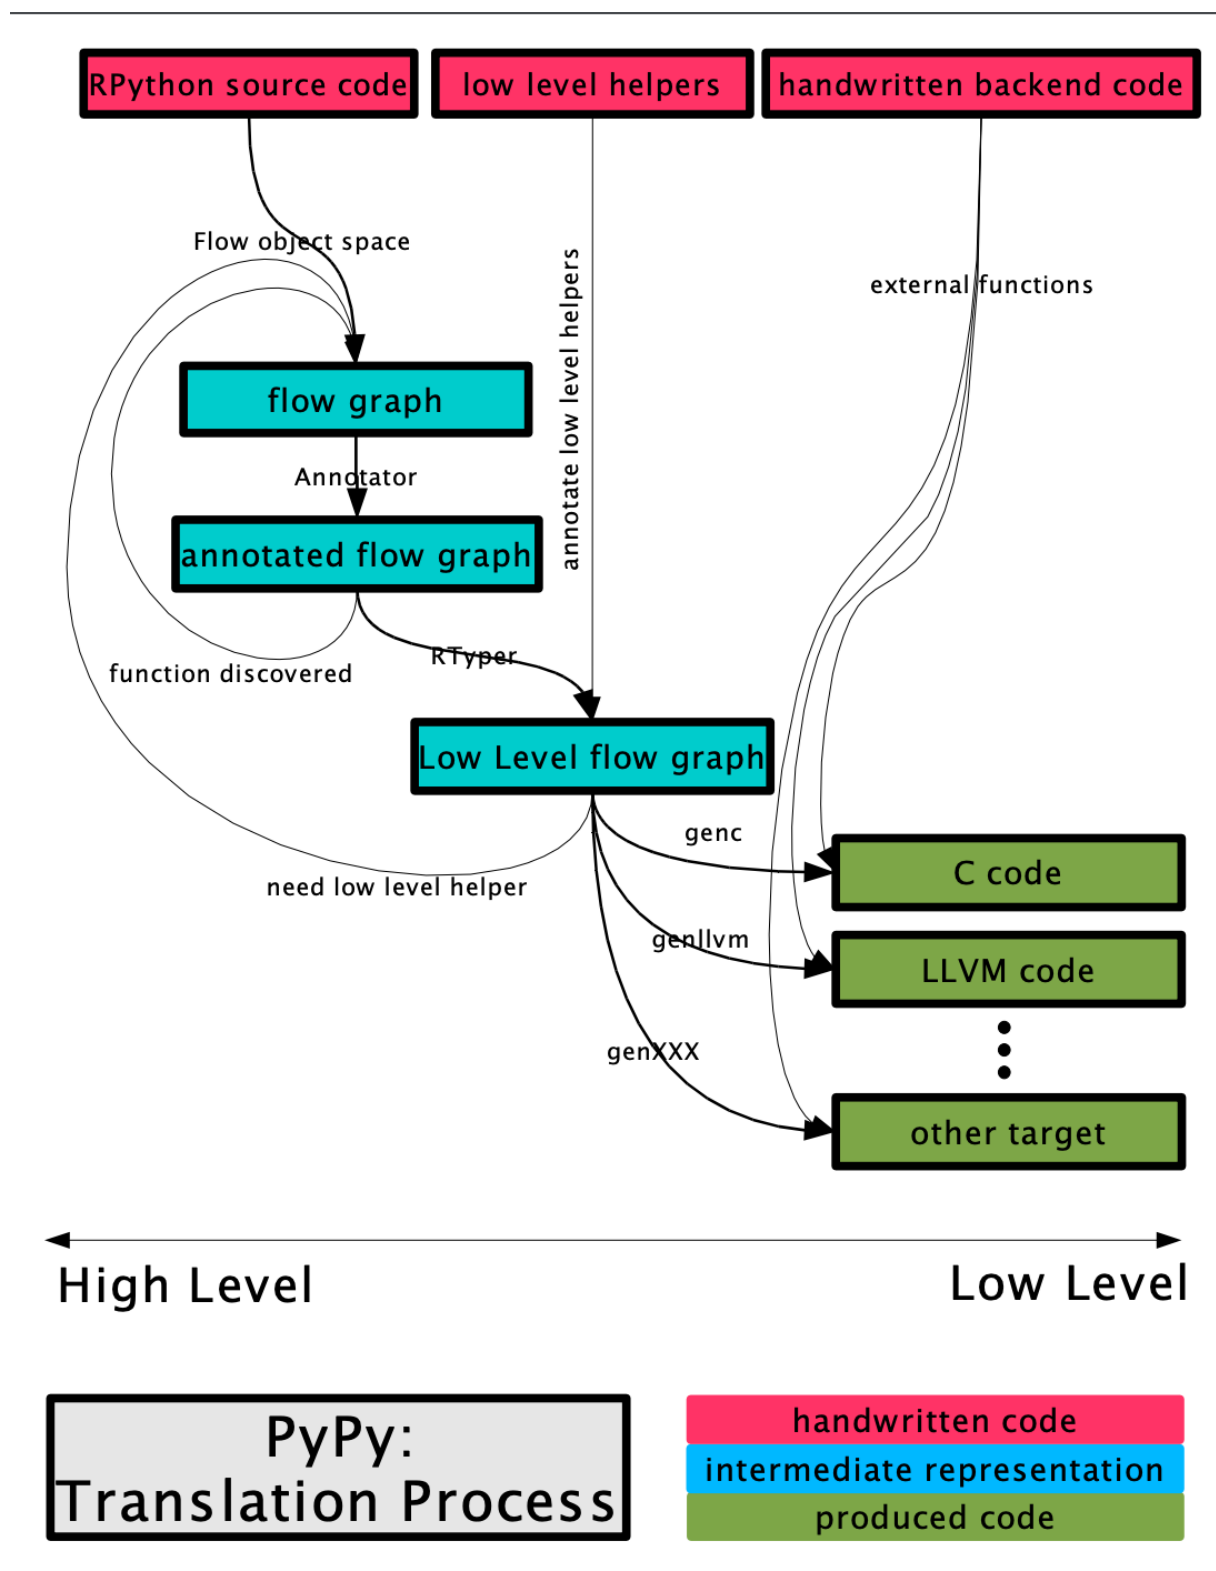 RPython source code
low level helpers
handwritten backend code
Flow object space
annotate low level helpers
external functions
flow graph
Annotator
annotated flow graph
RTyper
function discovered
Low Level flow graph
genc
C code
need low level helper
genllvm
LLVM code
genXXX
other target
High Level
Low Level
PyPy:
Translation Process
handwritten code
intermediate representation
produced code